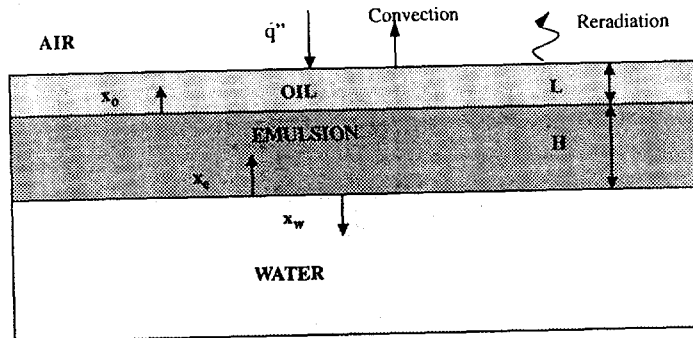 Convection
Reradiation
q̇"
AIR
OIL
L
x₀
EMULSION
B
xₑ
x_w
WATER